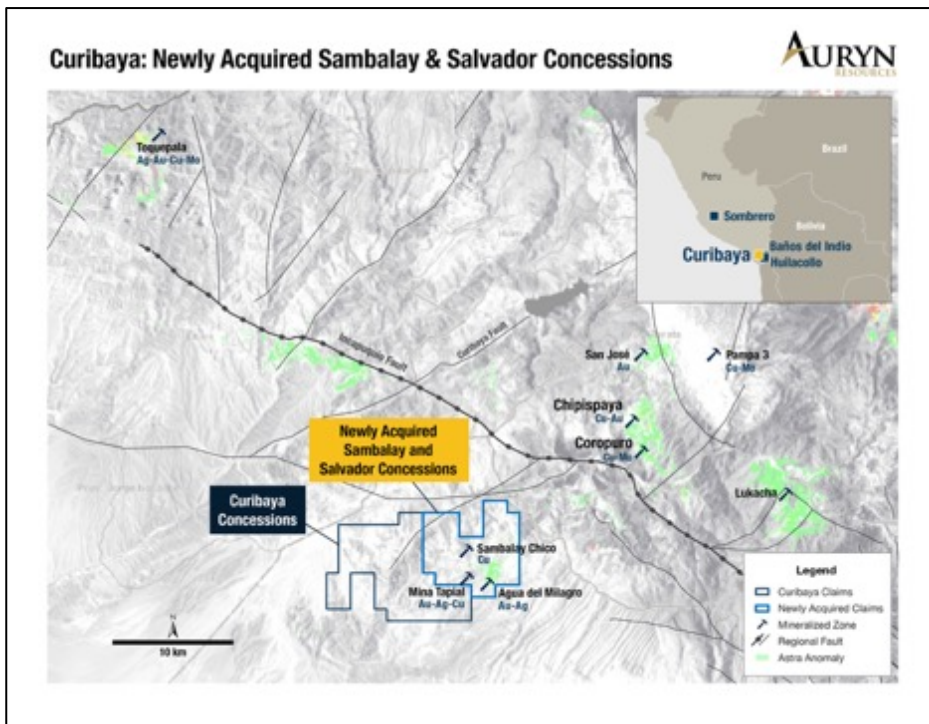 Curibaya: Newly Acquired Sambalay & Salvador Concessions
AURYN
RESOURCES
Toquepala
Ag-Au-Cu-Mo
Brazil
Peru
Sombrero
Bolivia
Curibaya
Baños del Indio
Huilacollo
Incapuquio Fault
Curibaya Fault
San José
Au
Pampa 3
Cu-Mo
Chipispaya
Cu-Au
Coropuro
Cu-Mo
Newly Acquired
Sambalay and
Salvador Concessions
Curibaya
Concessions
Lukacha
Sambalay Chico
Cu
Mina Tapial
Au-Ag-Cu
Agua del Milagro
Au-Ag
N
10 km
Legend
Curibaya Claims
Newly Acquired Claims
Mineralized Zone
Regional Fault
Astra Anomaly